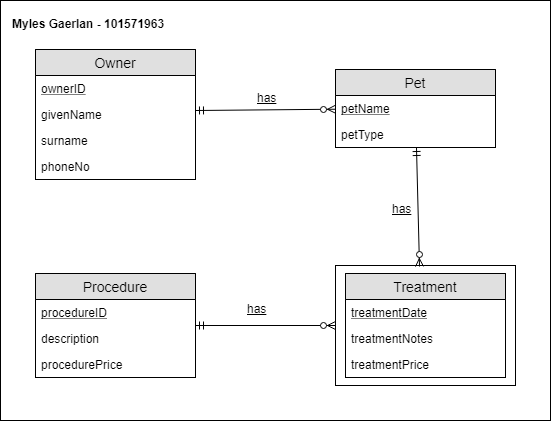 Myles Gaerlan - 101571963
Owner
ownerID
givenName
surname
phoneNo
has
Pet
petName
petType
has
Procedure
procedureID
description
procedurePrice
has
Treatment
treatmentDate
treatmentNotes
treatmentPrice